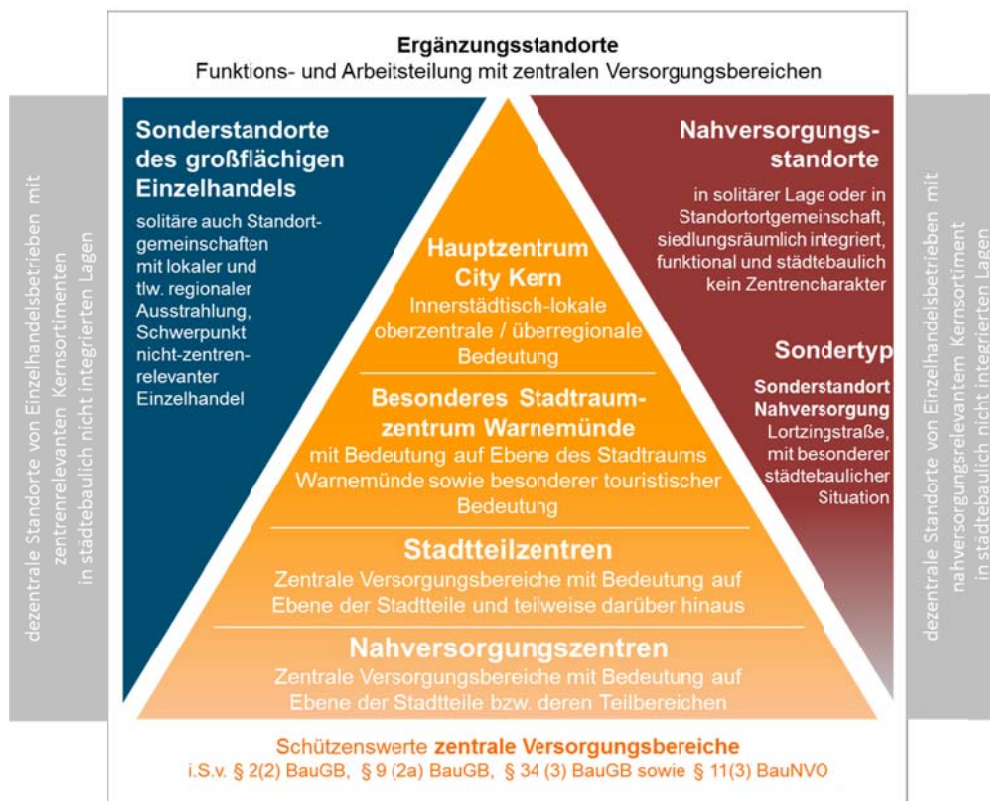 Ergänzungsstandorte
Funktions- und Arbeitsteilung mit zentralen Versorgungsbereichen
dezentrale Standorte von Einzelhandelsbetrieben mit
zentrenrelevanten Kernsortimenten
in städtebaulich nicht integrierten Lagen
Sonderstandorte
des großflächigen
Einzelhandels
solitäre auch Standort-
gemeinschaften
mit lokaler und
tlw. regionaler
Ausstrahlung,
Schwerpunkt
nicht-zentren-
relevanter
Einzelhandel
Hauptzentrum
City Kern
Innerstädtisch-lokale
oberzentrale / überregionale
Bedeutung
Besonderes Stadtraum-
zentrum Warnemünde
mit Bedeutung auf Ebene des Stadtraums
Warnemünde sowie besonderer touristischer
Bedeutung
Stadtteilzentren
Zentrale Versorgungsbereiche mit Bedeutung auf
Ebene der Stadtteile und teilweise darüber hinaus
Nahversorgungszentren
Zentrale Versorgungsbereiche mit Bedeutung auf
Ebene der Stadtteile bzw. deren Teilbereichen
Nahversorgungs-
standorte
in solitärer Lage oder in
Standortortgemeinschaft,
siedlungsräumlich integriert,
funktional und städtebaulich
kein Zentrencharakter
Sondertyp
Sonderstandort
Nahversorgung
Lortzingstraße,
mit besonderer
städtebaulicher
Situation
dezentrale Standorte von Einzelhandelsbetrieben mit
nahversorgungsrelevantem Kernsortiment
in städtebaulich nicht integrierten Lagen
Schützenswerte zentrale Versorgungsbereiche
i.S.v. § 2(2) BauGB, § 9 (2a) BauGB, § 34 (3) BauGB sowie § 11(3) BauNVO